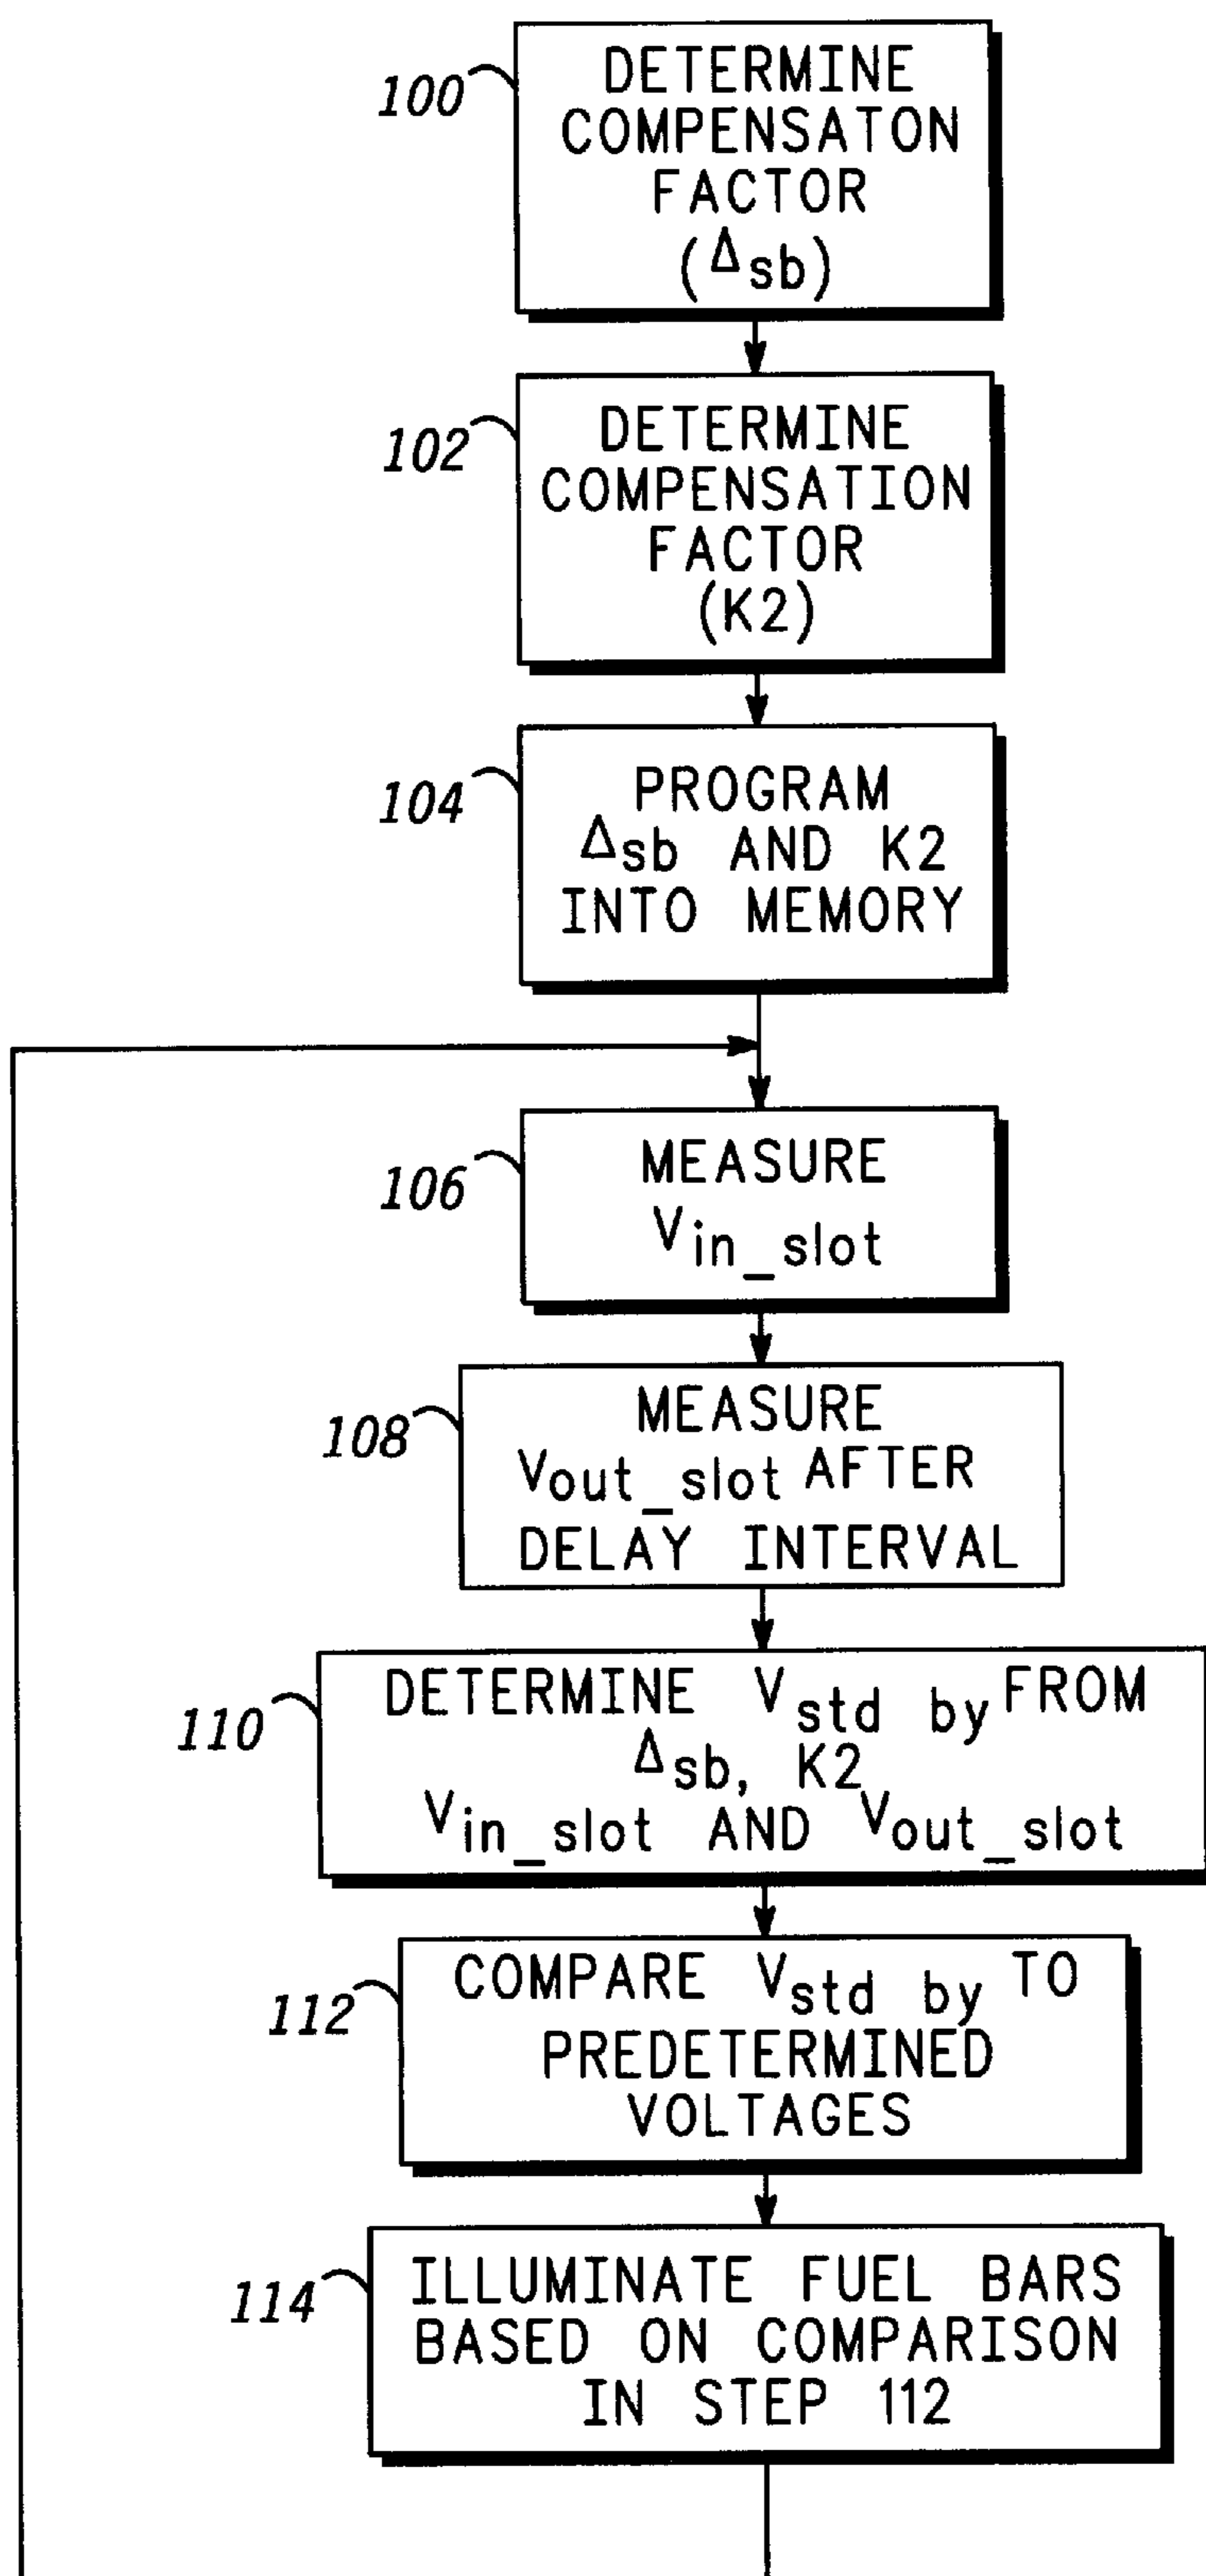 100
DETERMINE
COMPENSATON
FACTOR
(Δsb)
102
DETERMINE
COMPENSATION
FACTOR
(K2)
104
PROGRAM
Δsb AND K2
INTO MEMORY
106
MEASURE
Vin_slot
108
MEASURE
Vout_slot AFTER
DELAY INTERVAL
110
DETERMINE Vstd by FROM
Δsb, K2
Vin_slot AND Vout_slot
112
COMPARE Vstd by TO
PREDETERMINED
VOLTAGES
114
ILLUMINATE FUEL BARS
BASED ON COMPARISON
IN STEP 112